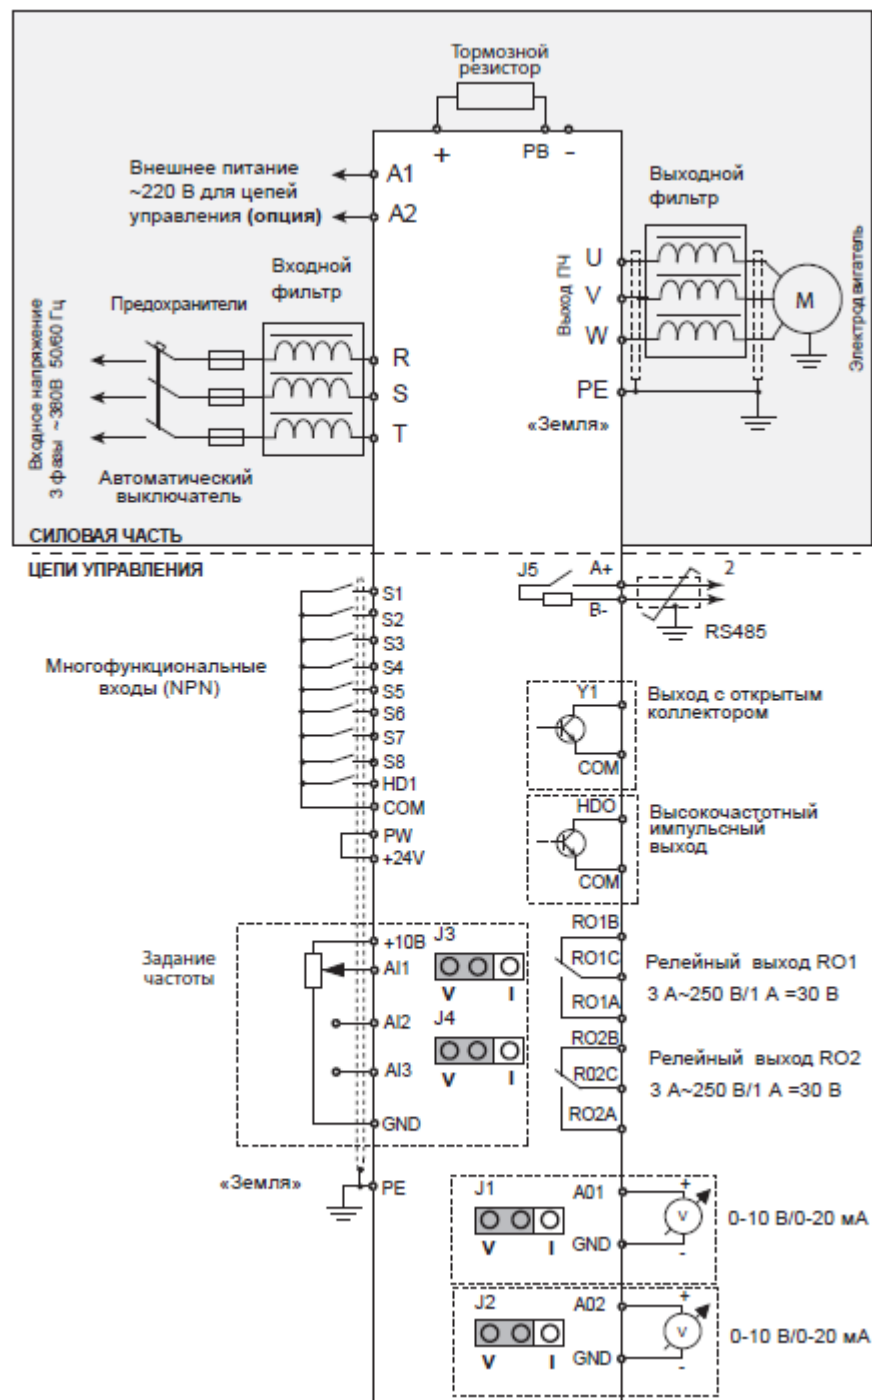 Тормозной
резистор
+
PB
-
Внешнее питание
~220 В для цепей
управления (опция)
A1
A2
Выходной
фильтр
Входной
фильтр
Предохранители
Входное напряжение
3 фазы ~380В 50/60 Гц
R
S
T
Автоматический
выключатель
Выход ПЧ
U
V
W
M
Электродвигатель
PE
«Земля»
СИЛОВАЯ ЧАСТЬ
ЦЕПИ УПРАВЛЕНИЯ
S1
S2
S3
S4
S5
S6
S7
S8
HD1
COM
PW
+24V
Многофункциональные
входы (NPN)
J5
A+
B-
2
RS485
Y1
COM
Выход с открытым
коллектором
HDO
COM
Высокочастотный
импульсный
выход
Задание
частоты
+10В
AI1
AI2
AI3
GND
J3
V I
J4
V I
RO1B
RO1C
RO1A
Релейный выход RO1
3 А~250 В/1 А =30 В
RO2B
R02C
RO2A
Релейный выход RO2
3 А~250 В/1 А =30 В
«Земля»
PE
J1
V I
A01
GND
+
V
-
0-10 В/0-20 мА
J2
V I
A02
GND
+
V
-
0-10 В/0-20 мА